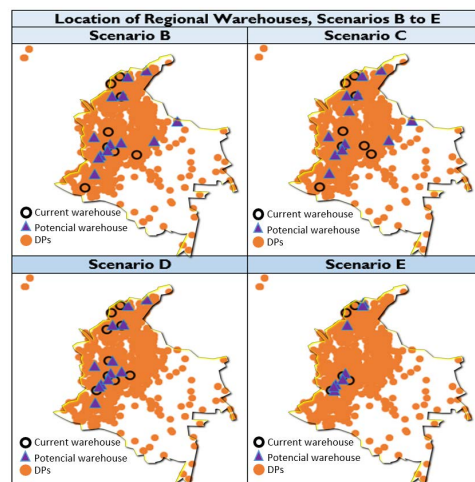 Location of Regional Warehouses, Scenarios B to E
Scenario B
Scenario C
Current warehouse
Potencial warehouse
DPs
Current warehouse
Potencial warehouse
DPs
Scenario D
Scenario E
Current warehouse
Potencial warehouse
DPs
Current warehouse
Potencial warehouse
DPs